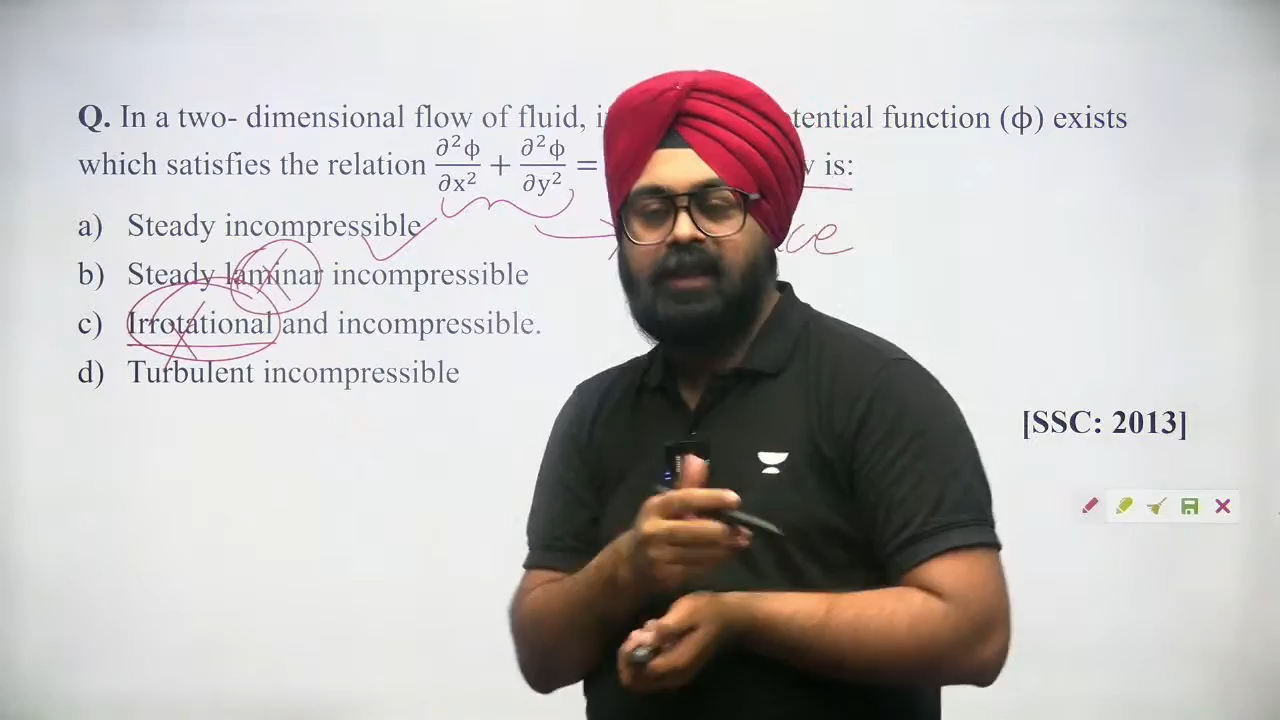 Q. In a two- dimensional flow of fluid, i tential function (ϕ) exists
which satisfies the relation ∂²ϕ/∂x² + ∂²ϕ/∂y² = is:
a) Steady incompressible
b) Steady laminar incompressible
c) Irrotational and incompressible.
d) Turbulent incompressible
[SSC: 2013]